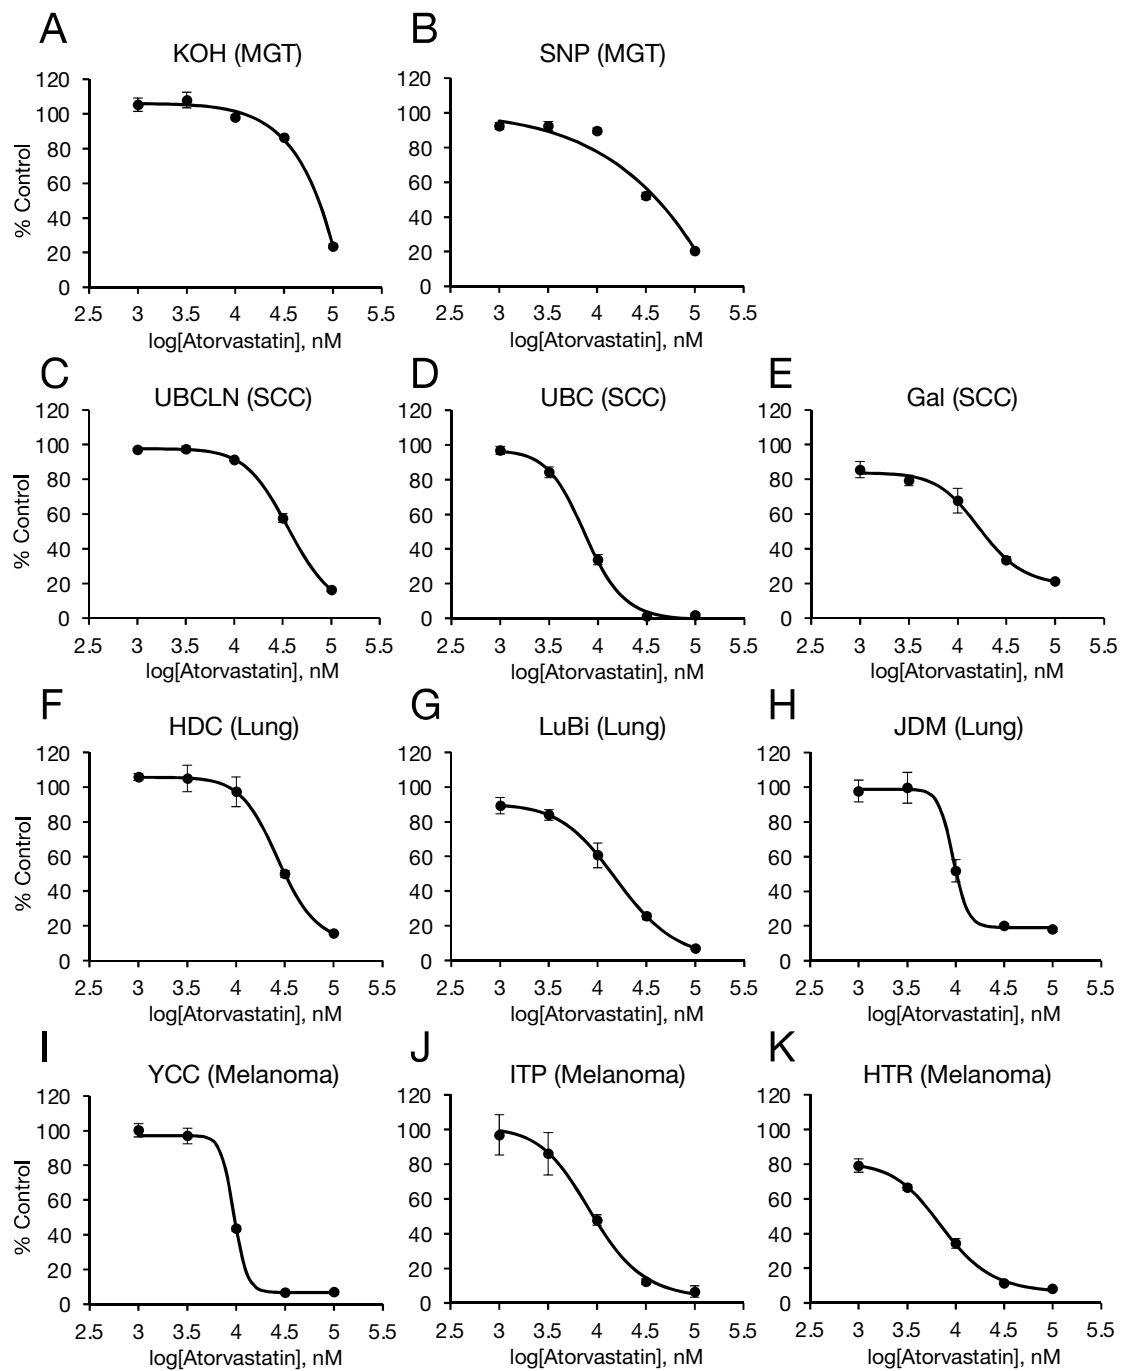 A
KOH (MGT)
120
100
80
60
40
20
0
% Control
2.5 3 3.5 4 4.5 5 5.5
log[Atorvastatin], nM
B
SNP (MGT)
120
100
80
60
40
20
0
2.5 3 3.5 4 4.5 5 5.5
log[Atorvastatin], nM
C
UBCLN (SCC)
120
100
80
60
40
20
0
% Control
2.5 3 3.5 4 4.5 5 5.5
log[Atorvastatin], nM
D
UBC (SCC)
120
100
80
60
40
20
0
2.5 3 3.5 4 4.5 5 5.5
log[Atorvastatin], nM
E
Gal (SCC)
120
100
80
60
40
20
0
2.5 3 3.5 4 4.5 5 5.5
log[Atorvastatin], nM
F
HDC (Lung)
120
100
80
60
40
20
0
% Control
2.5 3 3.5 4 4.5 5 5.5
log[Atorvastatin], nM
G
LuBi (Lung)
120
100
80
60
40
20
0
2.5 3 3.5 4 4.5 5 5.5
log[Atorvastatin], nM
H
JDM (Lung)
120
100
80
60
40
20
0
2.5 3 3.5 4 4.5 5 5.5
log[Atorvastatin], nM
I
YCC (Melanoma)
120
100
80
60
40
20
0
% Control
2.5 3 3.5 4 4.5 5 5.5
log[Atorvastatin], nM
J
ITP (Melanoma)
120
100
80
60
40
20
0
2.5 3 3.5 4 4.5 5 5.5
log[Atorvastatin], nM
K
HTR (Melanoma)
120
100
80
60
40
20
0
2.5 3 3.5 4 4.5 5 5.5
log[Atorvastatin], nM